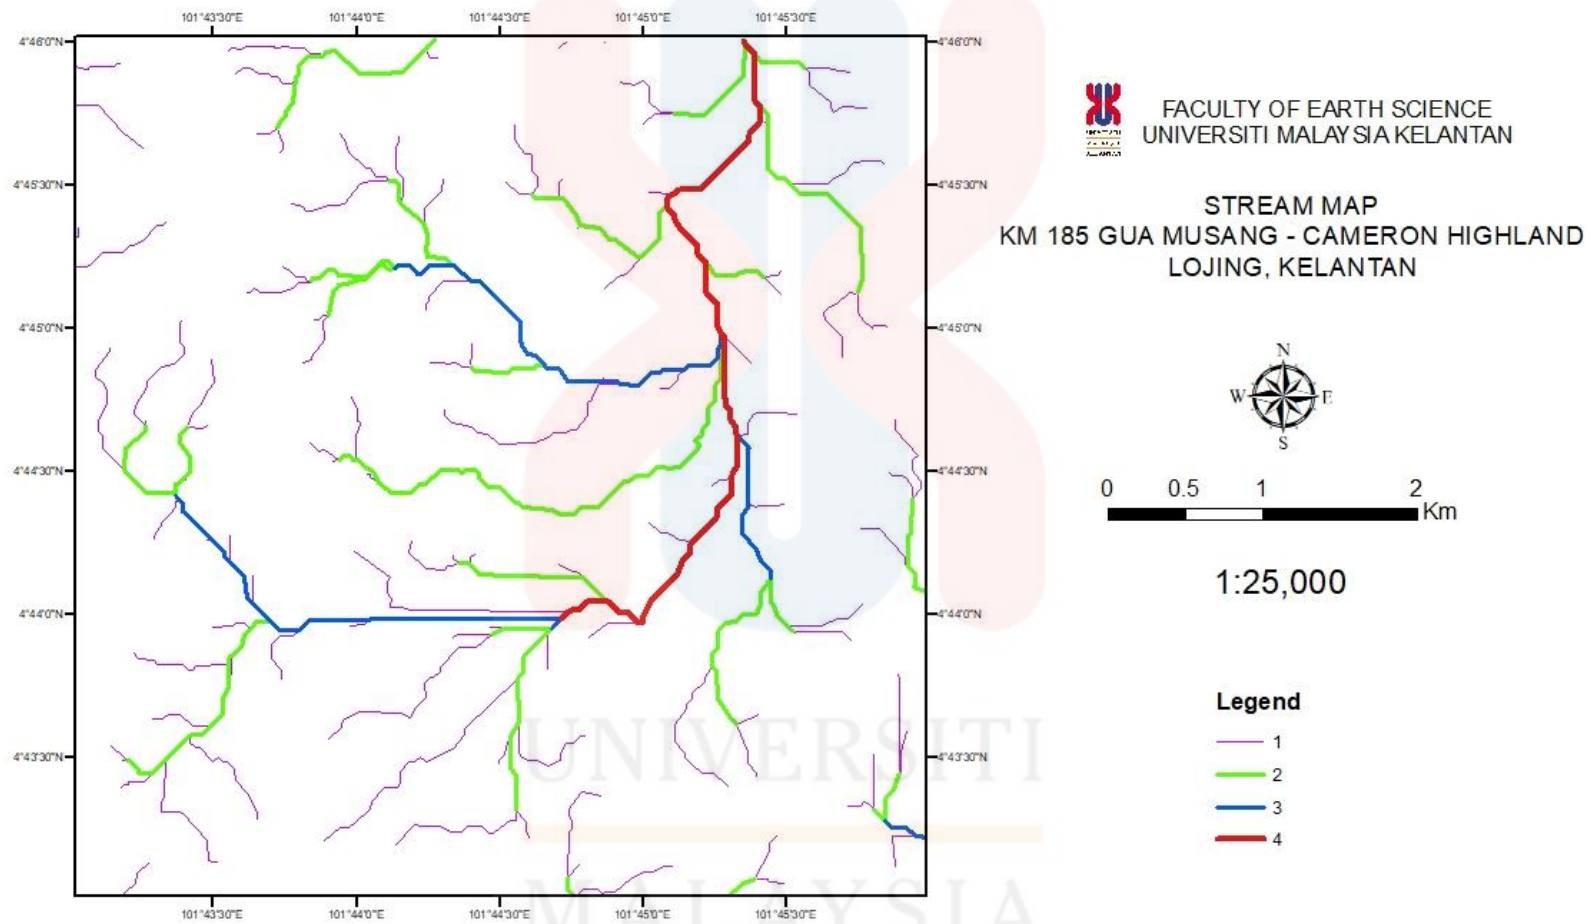 101°43'30"E 101°44'0"E 101°44'30"E 101°45'0"E 101°45'30"E
4°46'0"N 4°46'0"N
4°45'30"N 4°45'30"N
4°45'0"N 4°45'0"N
4°44'30"N 4°44'30"N
4°44'0"N 4°44'0"N
4°43'30"N 4°43'30"N
101°43'30"E 101°44'0"E 101°44'30"E 101°45'0"E 101°45'30"E
UNIVERSITI
MALAYSIA
FACULTY OF EARTH SCIENCE
UNIVERSITI MALAYSIA KELANTAN
STREAM MAP
KM 185 GUA MUSANG - CAMERON HIGHLAND
LOJING, KELANTAN
N
W E
S
0 0.5 1 2
Km
1:25,000
Legend
1
2
3
4